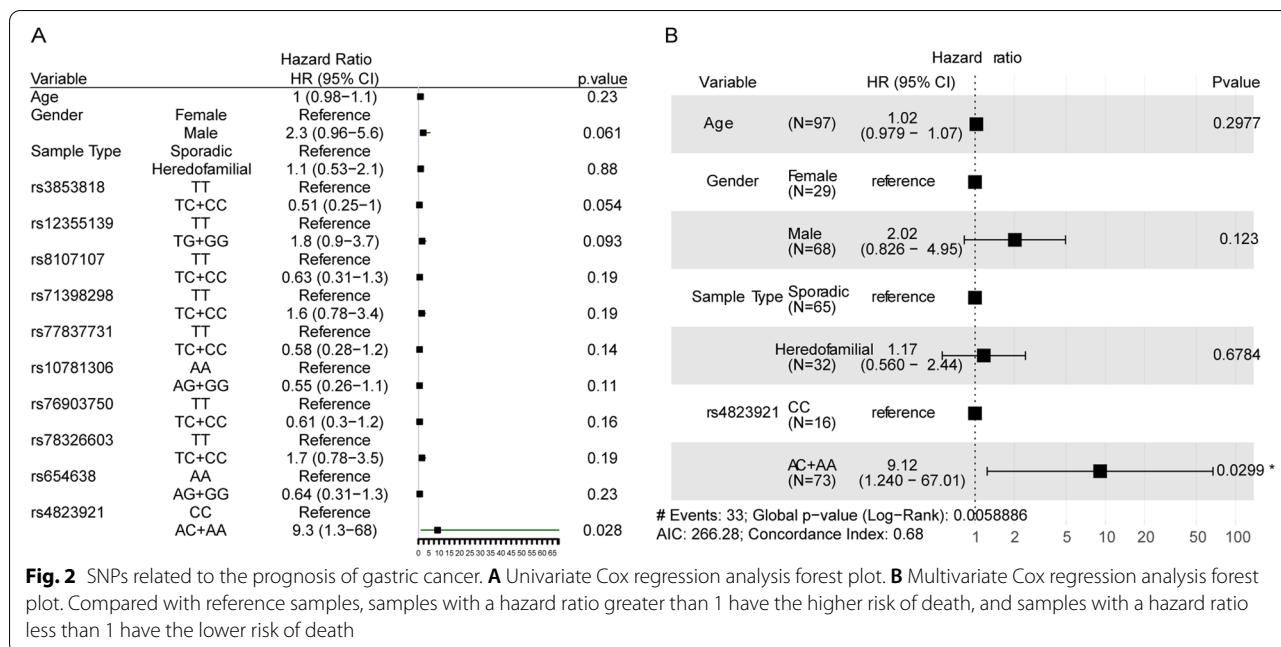 A
Hazard Ratio
Variable HR (95% CI) p.value
Age 1 (0.98−1.1) 0.23
Gender Female Reference
Male 2.3 (0.96−5.6) 0.061
Sample Type Sporadic Reference
Heredofamilial 1.1 (0.53−2.1) 0.88
rs3853818 TT Reference
TC+CC 0.51 (0.25−1) 0.054
rs12355139 TT Reference
TG+GG 1.8 (0.9−3.7) 0.093
rs8107107 TT Reference
TC+CC 0.63 (0.31−1.3) 0.19
rs71398298 TT Reference
TC+CC 1.6 (0.78−3.4) 0.19
rs77837731 TT Reference
TC+CC 0.58 (0.28−1.2) 0.14
rs10781306 AA Reference
AG+GG 0.55 (0.26−1.1) 0.11
rs76903750 TT Reference
TC+CC 0.61 (0.3−1.2) 0.16
rs78326603 TT Reference
TC+CC 1.7 (0.78−3.5) 0.19
rs654638 AA Reference
AG+GG 0.64 (0.31−1.3) 0.23
rs4823921 CC Reference
AC+AA 9.3 (1.3−68) 0.028
0 5 10 15 20 25 30 35 40 45 50 55 60 65
B
Hazard ratio
Variable HR (95% CI) Pvalue
Age (N=97) 1.02 0.2977
(0.979 − 1.07)
Gender Female reference
(N=29)
Male 2.02 0.123
(N=68) (0.826 − 4.95)
Sample Type Sporadic reference
(N=65)
Heredofamilial 1.17 0.6784
(N=32) (0.560 − 2.44)
rs4823921 CC reference
(N=16)
AC+AA 9.12 0.0299 *
(N=73) (1.240 − 67.01)
# Events: 33; Global p−value (Log−Rank): 0.0058886
AIC: 266.28; Concordance Index: 0.68
1 2 5 10 20 50 100
Fig. 2 SNPs related to the prognosis of gastric cancer. A Univariate Cox regression analysis forest plot. B Multivariate Cox regression analysis forest
plot. Compared with reference samples, samples with a hazard ratio greater than 1 have the higher risk of death, and samples with a hazard ratio
less than 1 have the lower risk of death